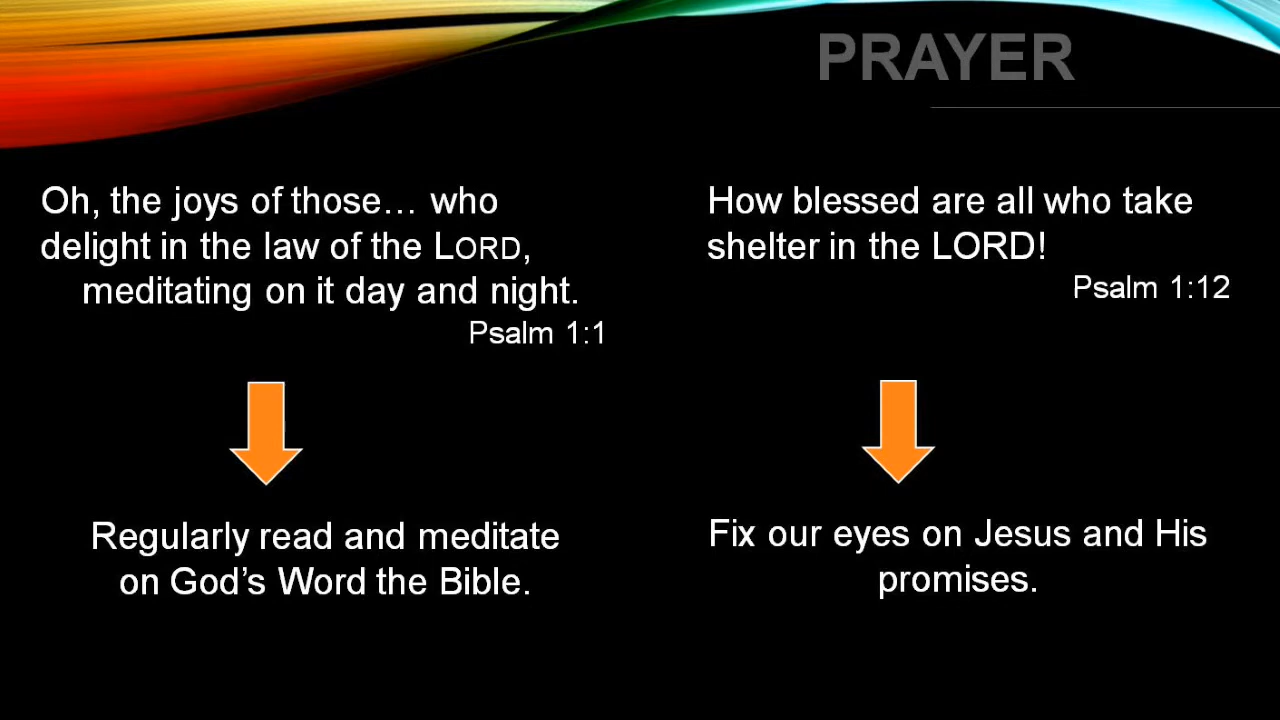 PRAYER
Oh, the joys of those… who
delight in the law of the LORD,
meditating on it day and night.
Psalm 1:1
How blessed are all who take
shelter in the LORD!
Psalm 1:12
Regularly read and meditate
on God’s Word the Bible.
Fix our eyes on Jesus and His
promises.